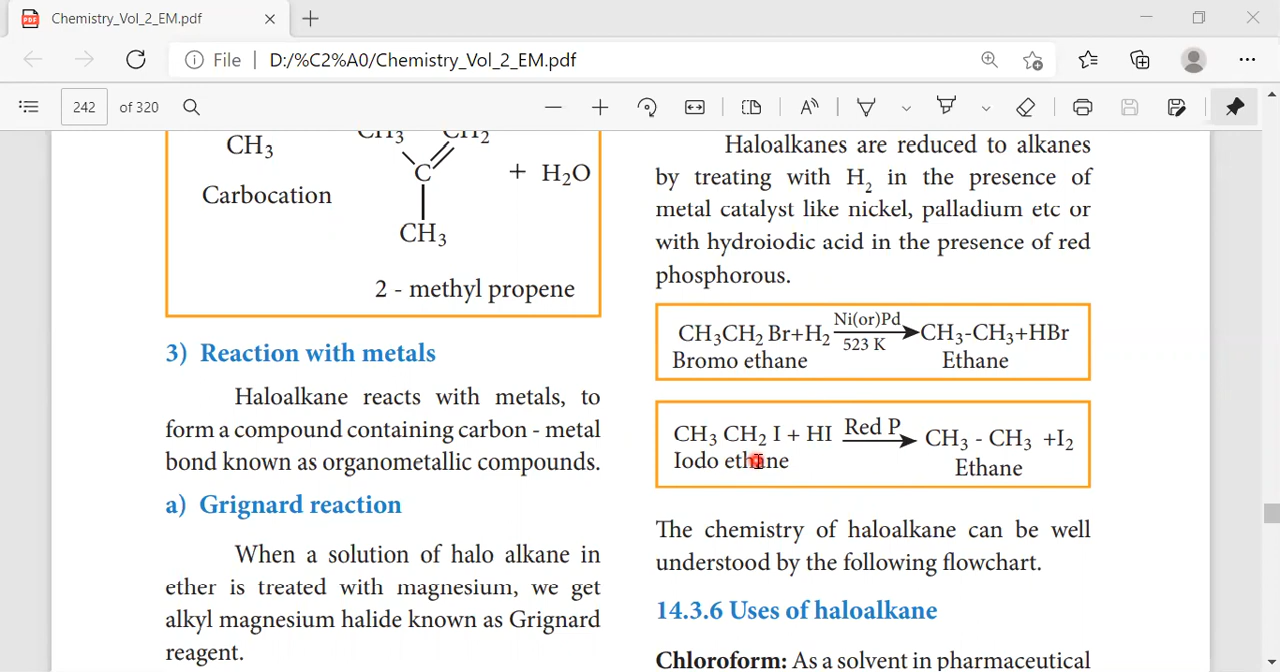 Chemistry_Vol_2_EM.pdf
File
D:/%C2%A0/Chemistry_Vol_2_EM.pdf
242 of 320
CH3 CH2
CH3
C + H2O
Carbocation
CH3
2 - methyl propene
3) Reaction with metals
Haloalkane reacts with metals, to
form a compound containing carbon - metal
bond known as organometallic compounds.
a) Grignard reaction
When a solution of halo alkane in
ether is treated with magnesium, we get
alkyl magnesium halide known as Grignard
reagent.
Haloalkanes are reduced to alkanes
by treating with H2 in the presence of
metal catalyst like nickel, palladium etc or
with hydroiodic acid in the presence of red
phosphorous.
Ni(or)Pd
CH3CH2 Br+H2 CH3-CH3+HBr
523 K
Bromo ethane Ethane
Red P
CH3 CH2 I + HI CH3 - CH3 +I2
Iodo ethane Ethane
The chemistry of haloalkane can be well
understood by the following flowchart.
14.3.6 Uses of haloalkane
Chloroform: As a solvent in pharmaceutical